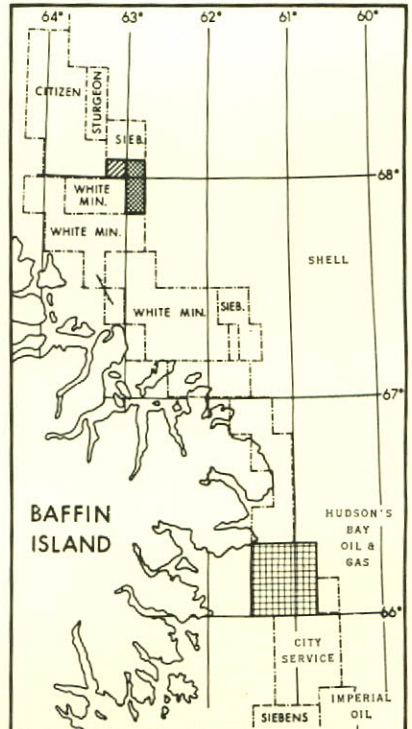 64° 63° 62° 61° 60°
CITIZEN
STURGEON
SIEB.
68°
WHITE
MIN.
WHITE MIN.
SHELL
WHITE MIN.
SIEB.
67°
BAFFIN
ISLAND
HUDSON'S
BAY
OIL &
GAS
66°
CITY
SERVICE
IMPERIAL
OIL
SIEBENS